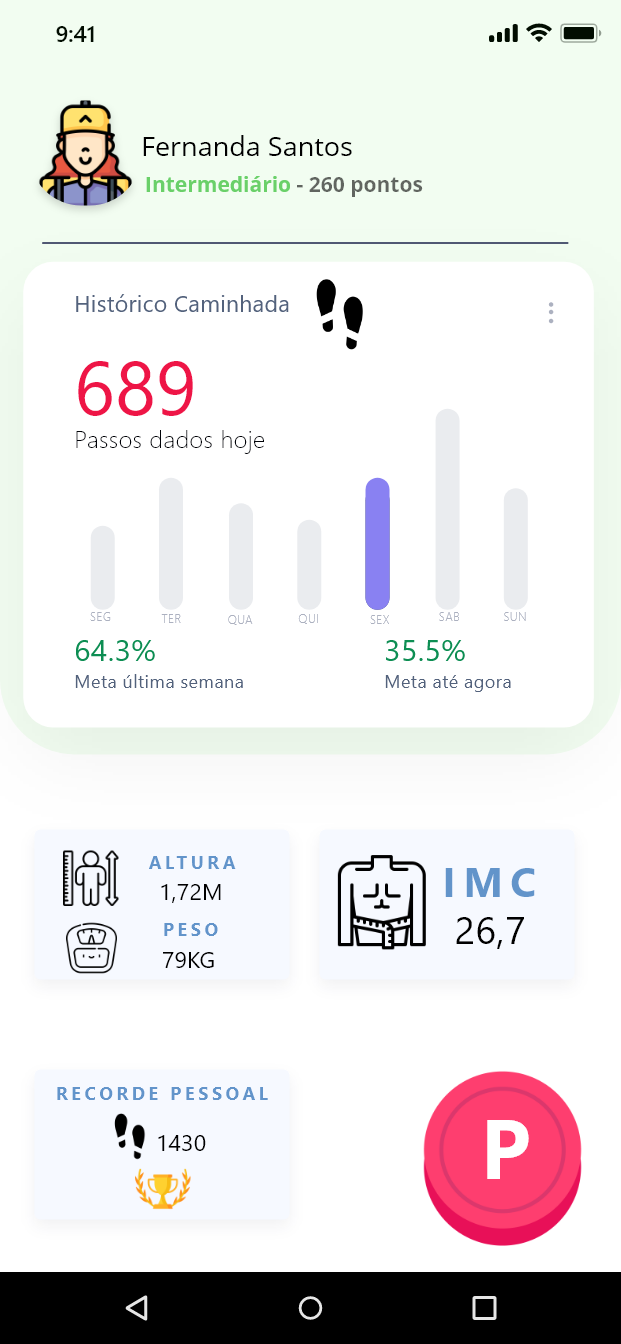 9:41
Fernanda Santos
Intermediário - 260 pontos
Histórico Caminhada
689
Passos dados hoje
SEG TER QUA QUI SEX SAB SUN
64.3% 35.5%
Meta última semana Meta até agora
ALTURA
1,72M
PESO
79KG
IMC
26,7
RECORDE PESSOAL
1430
P